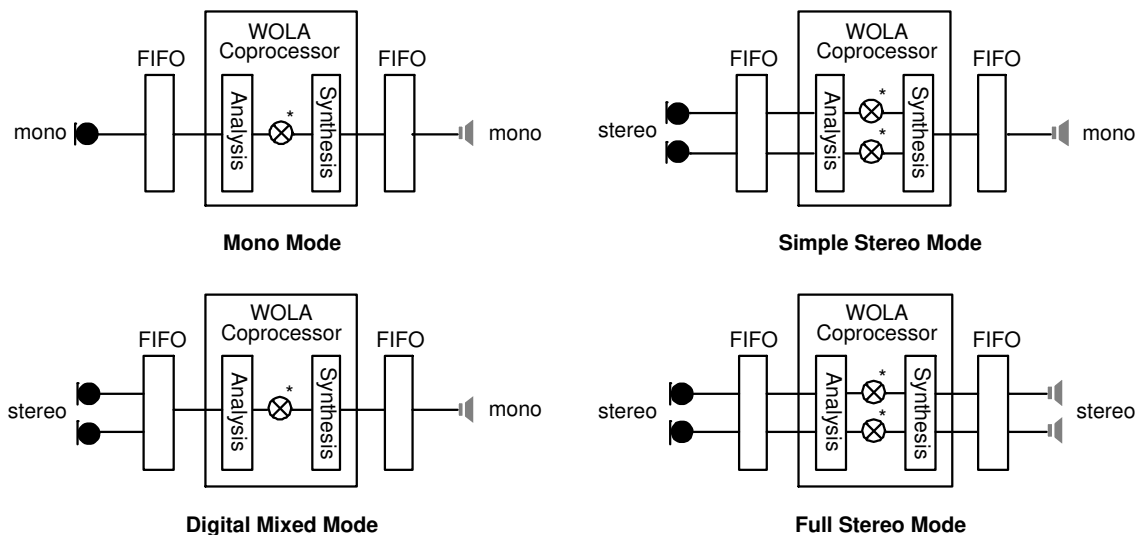 WOLA
Coprocessor
FIFO
FIFO
mono
Analysis
*
Synthesis
mono
Mono Mode
WOLA
Coprocessor
FIFO
FIFO
stereo
Analysis
*
*
Synthesis
mono
Simple Stereo Mode
WOLA
Coprocessor
FIFO
FIFO
stereo
Analysis
*
Synthesis
mono
Digital Mixed Mode
WOLA
Coprocessor
FIFO
FIFO
stereo
Analysis
*
*
Synthesis
stereo
Full Stereo Mode